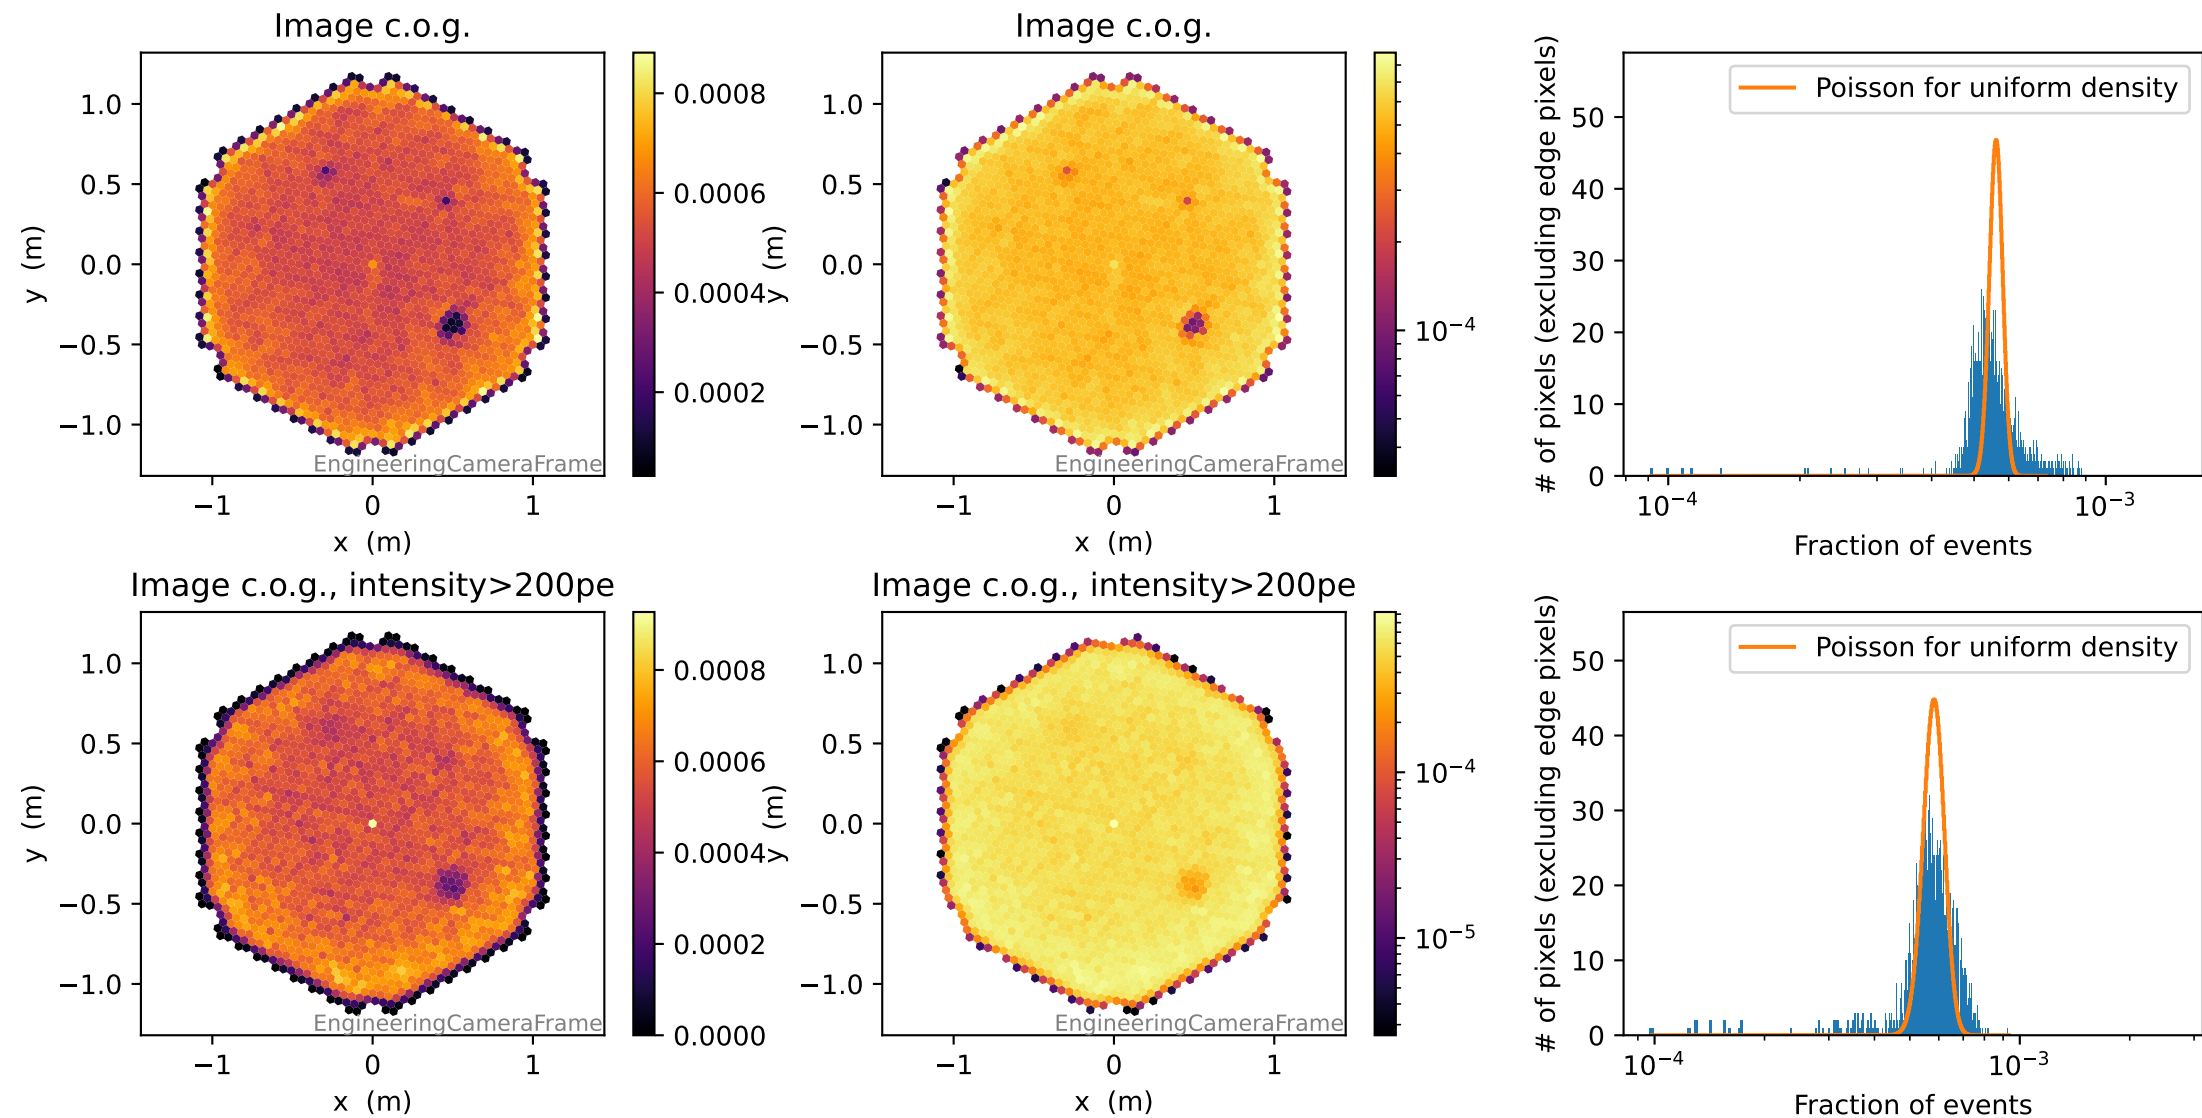 Image c.o.g.
1.0
0.5
0.0
−0.5
−1.0
y (m)
−1 0 1
x (m)
EngineeringCameraFrame
0.0008
0.0006
0.0004
0.0002
Image c.o.g.
1.0
0.5
0.0
−0.5
−1.0
y (m)
−1 0 1
x (m)
EngineeringCameraFrame
10⁻⁴
Poisson for uniform density
# of pixels (excluding edge pixels)
50
40
30
20
10
0
10⁻⁴ 10⁻³
Fraction of events
Image c.o.g., intensity>200pe
1.0
0.5
0.0
−0.5
−1.0
y (m)
−1 0 1
x (m)
EngineeringCameraFrame
0.0008
0.0006
0.0004
0.0002
0.0000
Image c.o.g., intensity>200pe
1.0
0.5
0.0
−0.5
−1.0
y (m)
−1 0 1
x (m)
EngineeringCameraFrame
10⁻⁴
10⁻⁵
Poisson for uniform density
# of pixels (excluding edge pixels)
50
40
30
20
10
0
10⁻⁴ 10⁻³
Fraction of events